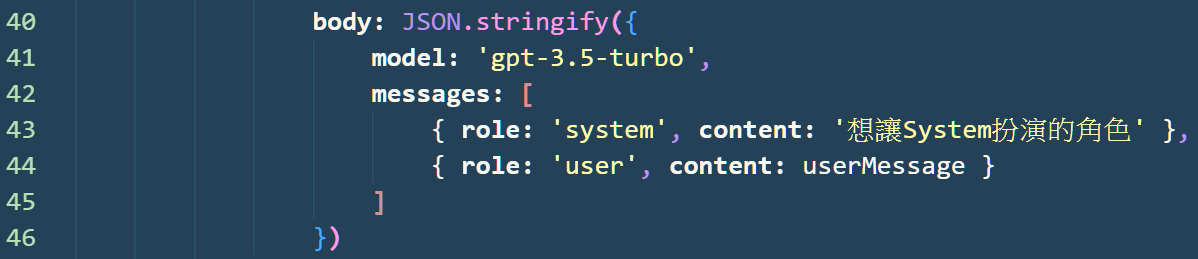 40 body: JSON.stringify({
41 model: 'gpt-3.5-turbo',
42 messages: [
43 { role: 'system', content: '想讓System扮演的角色' },
44 { role: 'user', content: userMessage }
45 ]
46 })